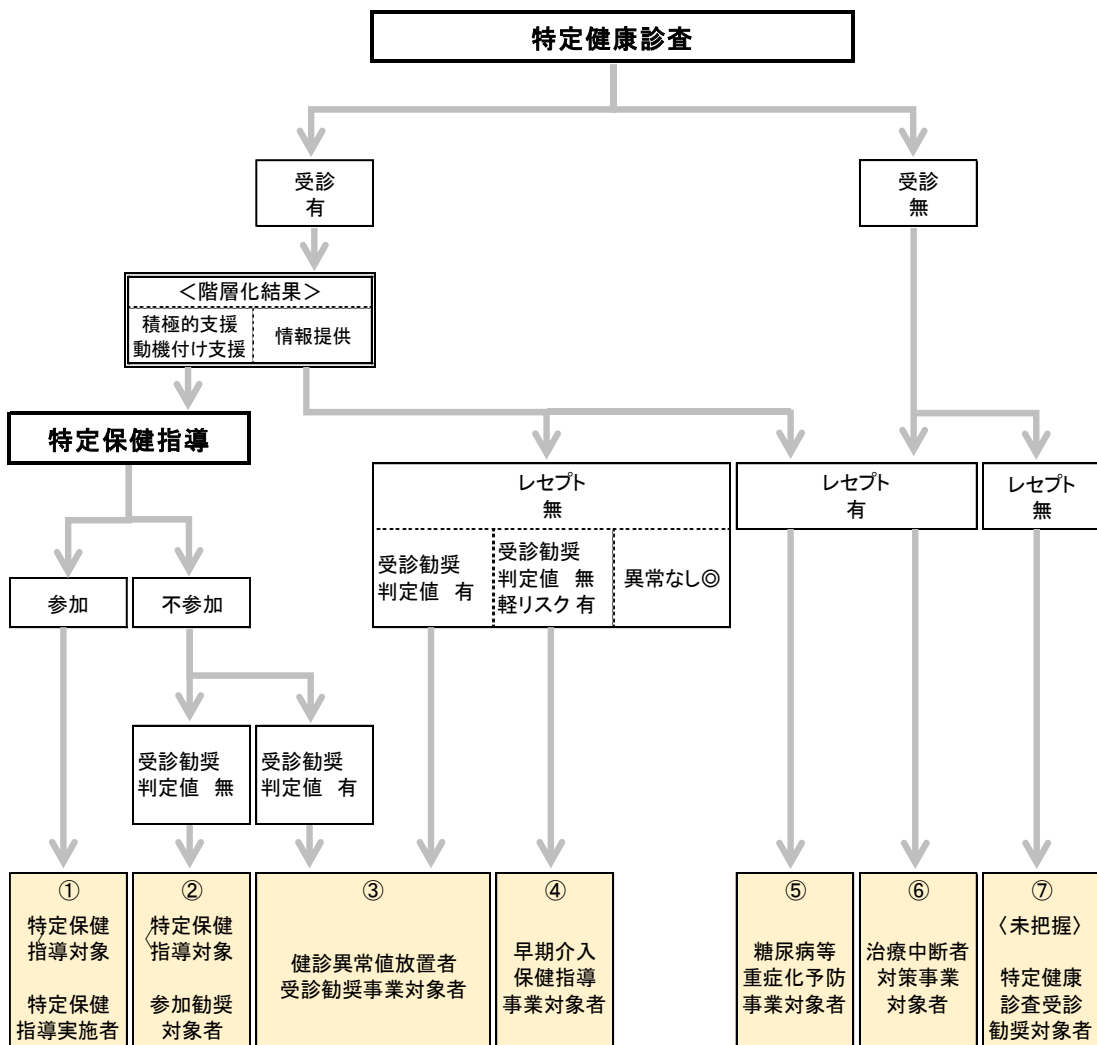 特定健康診査
受診
有
受診
無
＜階層化結果＞
積極的支援
動機付け支援
情報提供
特定保健指導
レセプト
無
レセプト
有
レセプト
無
受診勧奨
判定値 有
受診勧奨
判定値 無
軽リスク 有
異常なし◎
参加
不参加
受診勧奨
判定値 無
受診勧奨
判定値 有
①
特定保健
〈指導対象
特定保健
指導実施者
②
特定保健
〈指導対象
参加勧奨
対象者
③
健診異常値放置者
受診勧奨事業対象者
④
早期介入
保健指導
事業対象者
⑤
糖尿病等
重症化予防
事業対象者
⑥
治療中断者
対策事業
対象者
⑦
〈未把握〉
特定健康
診査受診
勧奨対象者